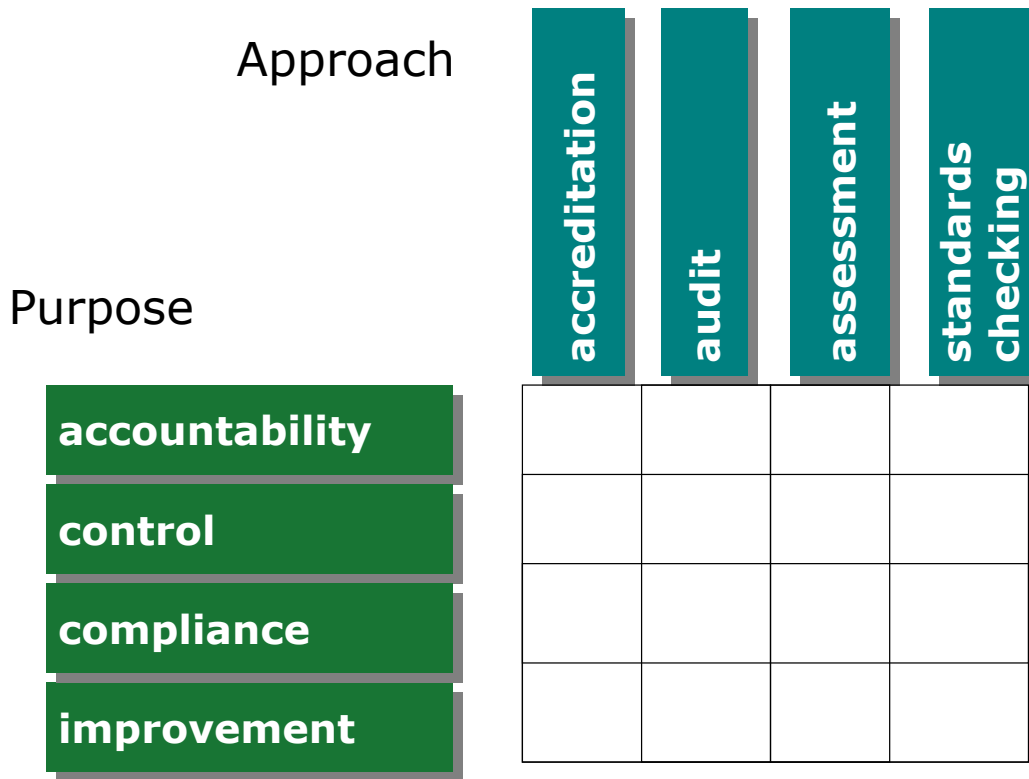 Approach
accreditation
audit
assessment
standards
checking
Purpose
accountability
control
compliance
improvement